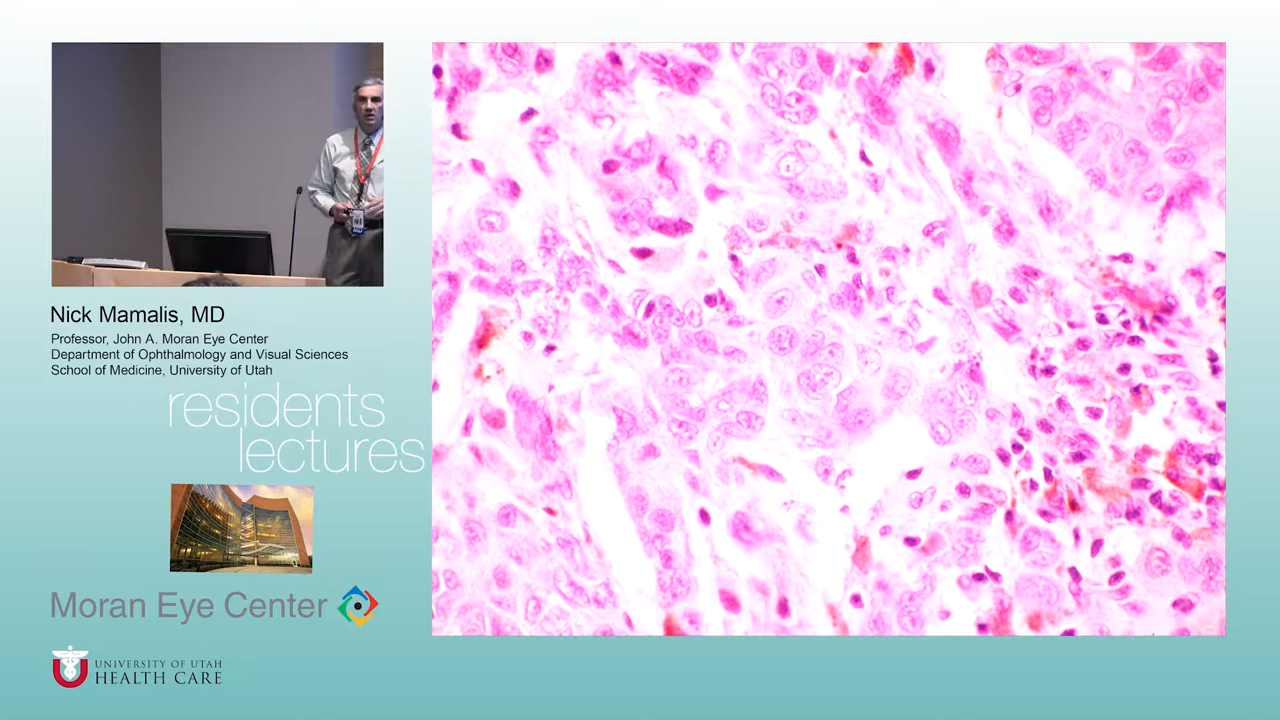 Nick Mamalis, MD
Professor, John A. Moran Eye Center
Department of Ophthalmology and Visual Sciences
School of Medicine, University of Utah
residents
lectures
Moran Eye Center
UNIVERSITY OF UTAH
HEALTH CARE